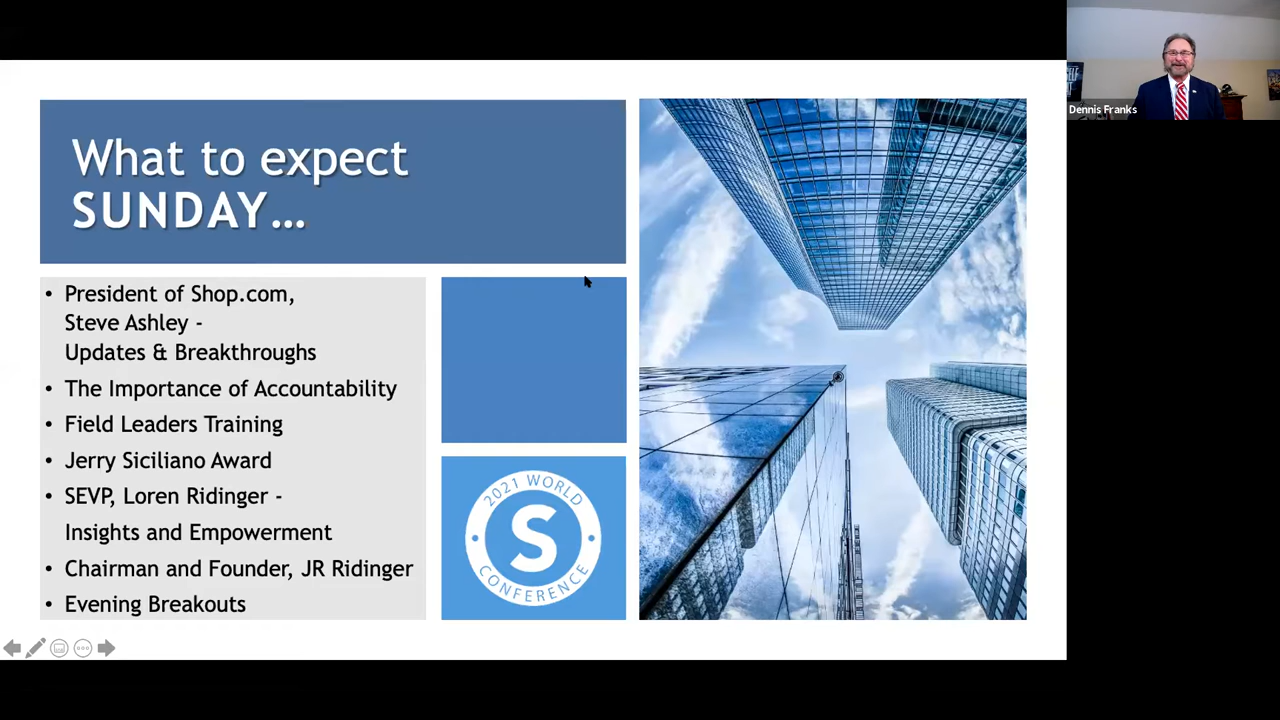 What to expect
SUNDAY...
• President of Shop.com,
Steve Ashley -
Updates & Breakthroughs
• The Importance of Accountability
• Field Leaders Training
• Jerry Siciliano Award
• SEVP, Loren Ridinger -
Insights and Empowerment
• Chairman and Founder, JR Ridinger
• Evening Breakouts
2021 WORLD
S
CONFERENCE
Dennis Franks